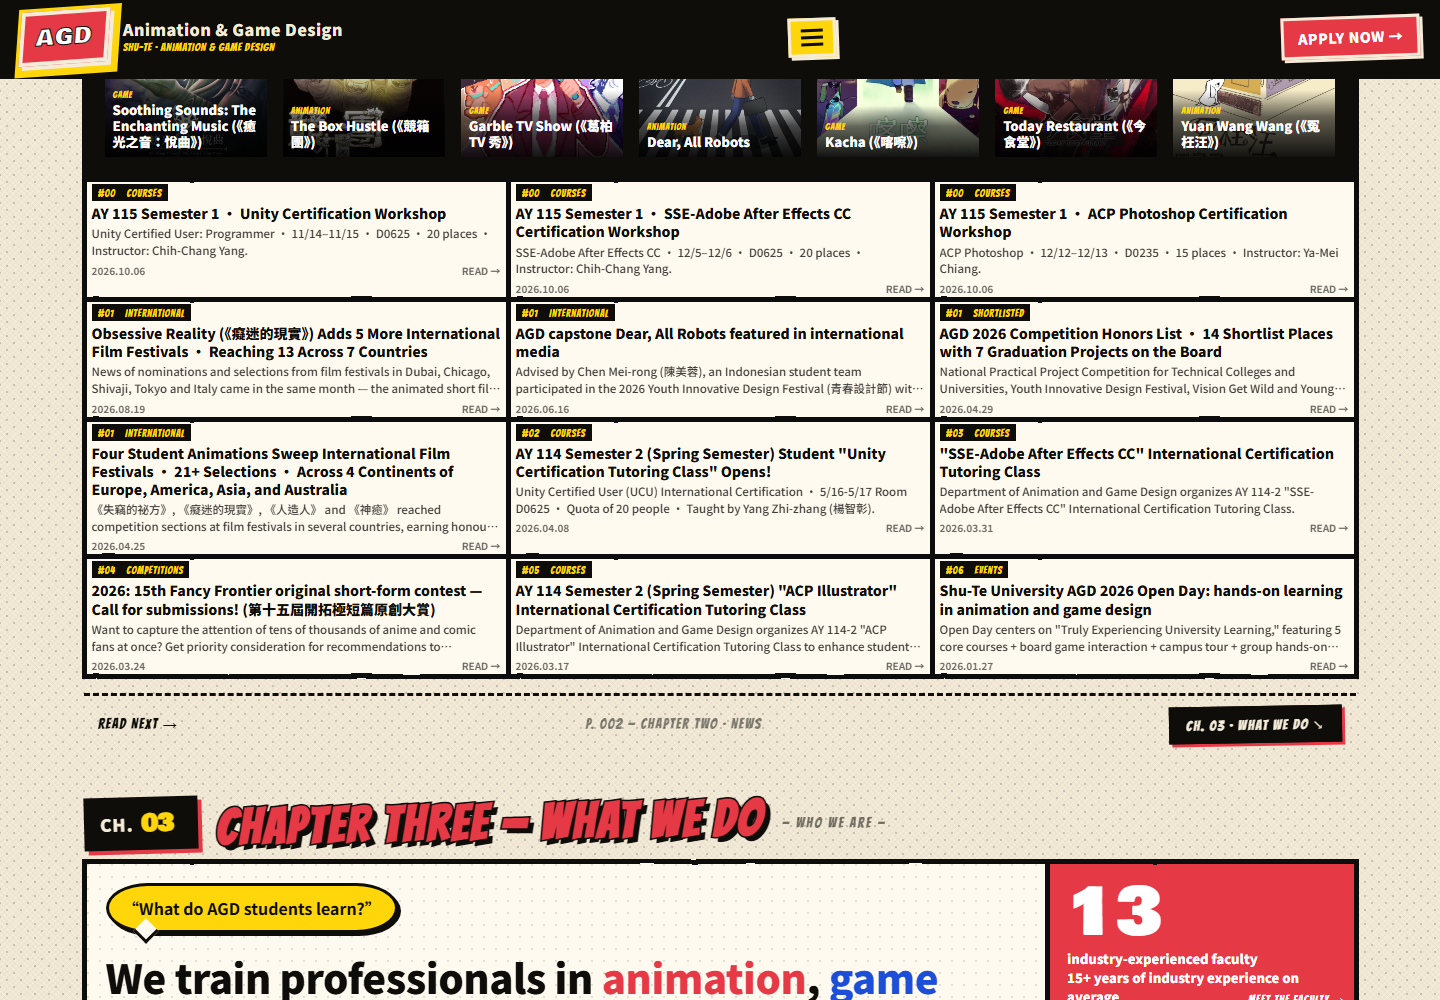 AGD
Animation & Game Design
SHU-TE · ANIMATION & GAME DESIGN
APPLY NOW →
GAME
Soothing Sounds: The
Enchanting Music (《癒
光之音：悅曲》)
ANIMATION
The Box Hustle (《競箱
團》)
GAME
Garble TV Show (《葛柏
TV 秀》)
ANIMATION
Dear, All Robots
GAME
Kacha (《喀嚓》)
GAME
Today Restaurant (《今
食堂》)
ANIMATION
Yuan Wang Wang (《冤
枉汪》)
#00 COURSES
AY 115 Semester 1 • Unity Certification Workshop
Unity Certified User: Programmer • 11/14–11/15 • D0625 • 20 places •
Instructor: Chih-Chang Yang.
2026.10.06
READ →
#00 COURSES
AY 115 Semester 1 • SSE-Adobe After Effects CC
Certification Workshop
SSE-Adobe After Effects CC • 12/5–12/6 • D0625 • 20 places •
Instructor: Chih-Chang Yang.
2026.10.06
READ →
#00 COURSES
AY 115 Semester 1 • ACP Photoshop Certification
Workshop
ACP Photoshop • 12/12–12/13 • D0235 • 15 places • Instructor: Ya-Mei
Chiang.
2026.10.06
READ →
#01 INTERNATIONAL
Obsessive Reality (《癡迷的現實》) Adds 5 More International
Film Festivals • Reaching 13 Across 7 Countries
News of nominations and selections from film festivals in Dubai, Chicago,
Shivaji, Tokyo and Italy came in the same month — the animated short fil…
2026.08.19
READ →
#01 INTERNATIONAL
AGD capstone Dear, All Robots featured in international
media
Advised by Chen Mei-rong (陳美蓉), an Indonesian student team
participated in the 2026 Youth Innovative Design Festival (青春設計節) wit…
2026.06.16
READ →
#01 SHORTLISTED
AGD 2026 Competition Honors List • 14 Shortlist Places
with 7 Graduation Projects on the Board
National Practical Project Competition for Technical Colleges and
Universities, Youth Innovative Design Festival, Vision Get Wild and Young…
2026.04.29
READ →
#01 INTERNATIONAL
Four Student Animations Sweep International Film
Festivals • 21+ Selections • Across 4 Continents of
Europe, America, Asia, and Australia
《失竊的祕方》, 《癡迷的現實》, 《人造人》 and 《神癒》 reached
competition sections at film festivals in several countries, earning honou…
2026.04.25
READ →
#02 COURSES
AY 114 Semester 2 (Spring Semester) Student "Unity
Certification Tutoring Class" Opens!
Unity Certified User (UCU) International Certification • 5/16-5/17 Room
D0625 • Quota of 20 people • Taught by Yang Zhi-zhang (楊智彰).
2026.04.08
READ →
#03 COURSES
"SSE-Adobe After Effects CC" International Certification
Tutoring Class
Department of Animation and Game Design organizes AY 114-2 "SSE-
Adobe After Effects CC" International Certification Tutoring Class.
2026.03.31
READ →
#04 COMPETITIONS
2026: 15th Fancy Frontier original short-form contest —
Call for submissions! (第十五屆開拓極短篇原創大賞)
Want to capture the attention of tens of thousands of anime and comic
fans at once? Get priority consideration for recommendations to…
2026.03.24
READ →
#05 COURSES
AY 114 Semester 2 (Spring Semester) "ACP Illustrator"
International Certification Tutoring Class
Department of Animation and Game Design organizes AY 114-2 "ACP
Illustrator" International Certification Tutoring Class to enhance student…
2026.03.17
READ →
#06 EVENTS
Shu-Te University AGD 2026 Open Day: hands-on learning
in animation and game design
Open Day centers on "Truly Experiencing University Learning," featuring 5
core courses + board game interaction + campus tour + group hands-on…
2026.01.27
READ →
READ NEXT →
P. 002 — CHAPTER TWO · NEWS
CH. 03 · WHAT WE DO ↘
CH. 03
CHAPTER THREE — WHAT WE DO
— WHO WE ARE —
“What do AGD students learn?”
We train professionals in animation, game
13
industry-experienced faculty
15+ years of industry experience on
average
MEET THE FACULTY →